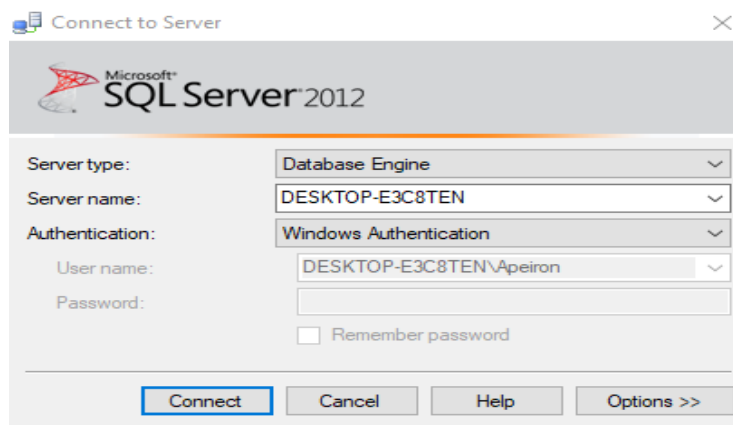 Connect to Server
Microsoft
SQL Server 2012
Server type: Database Engine
Server name: DESKTOP-E3C8TEN
Authentication: Windows Authentication
User name: DESKTOP-E3C8TEN\Apeiron
Password:
Remember password
Connect Cancel Help Options >>